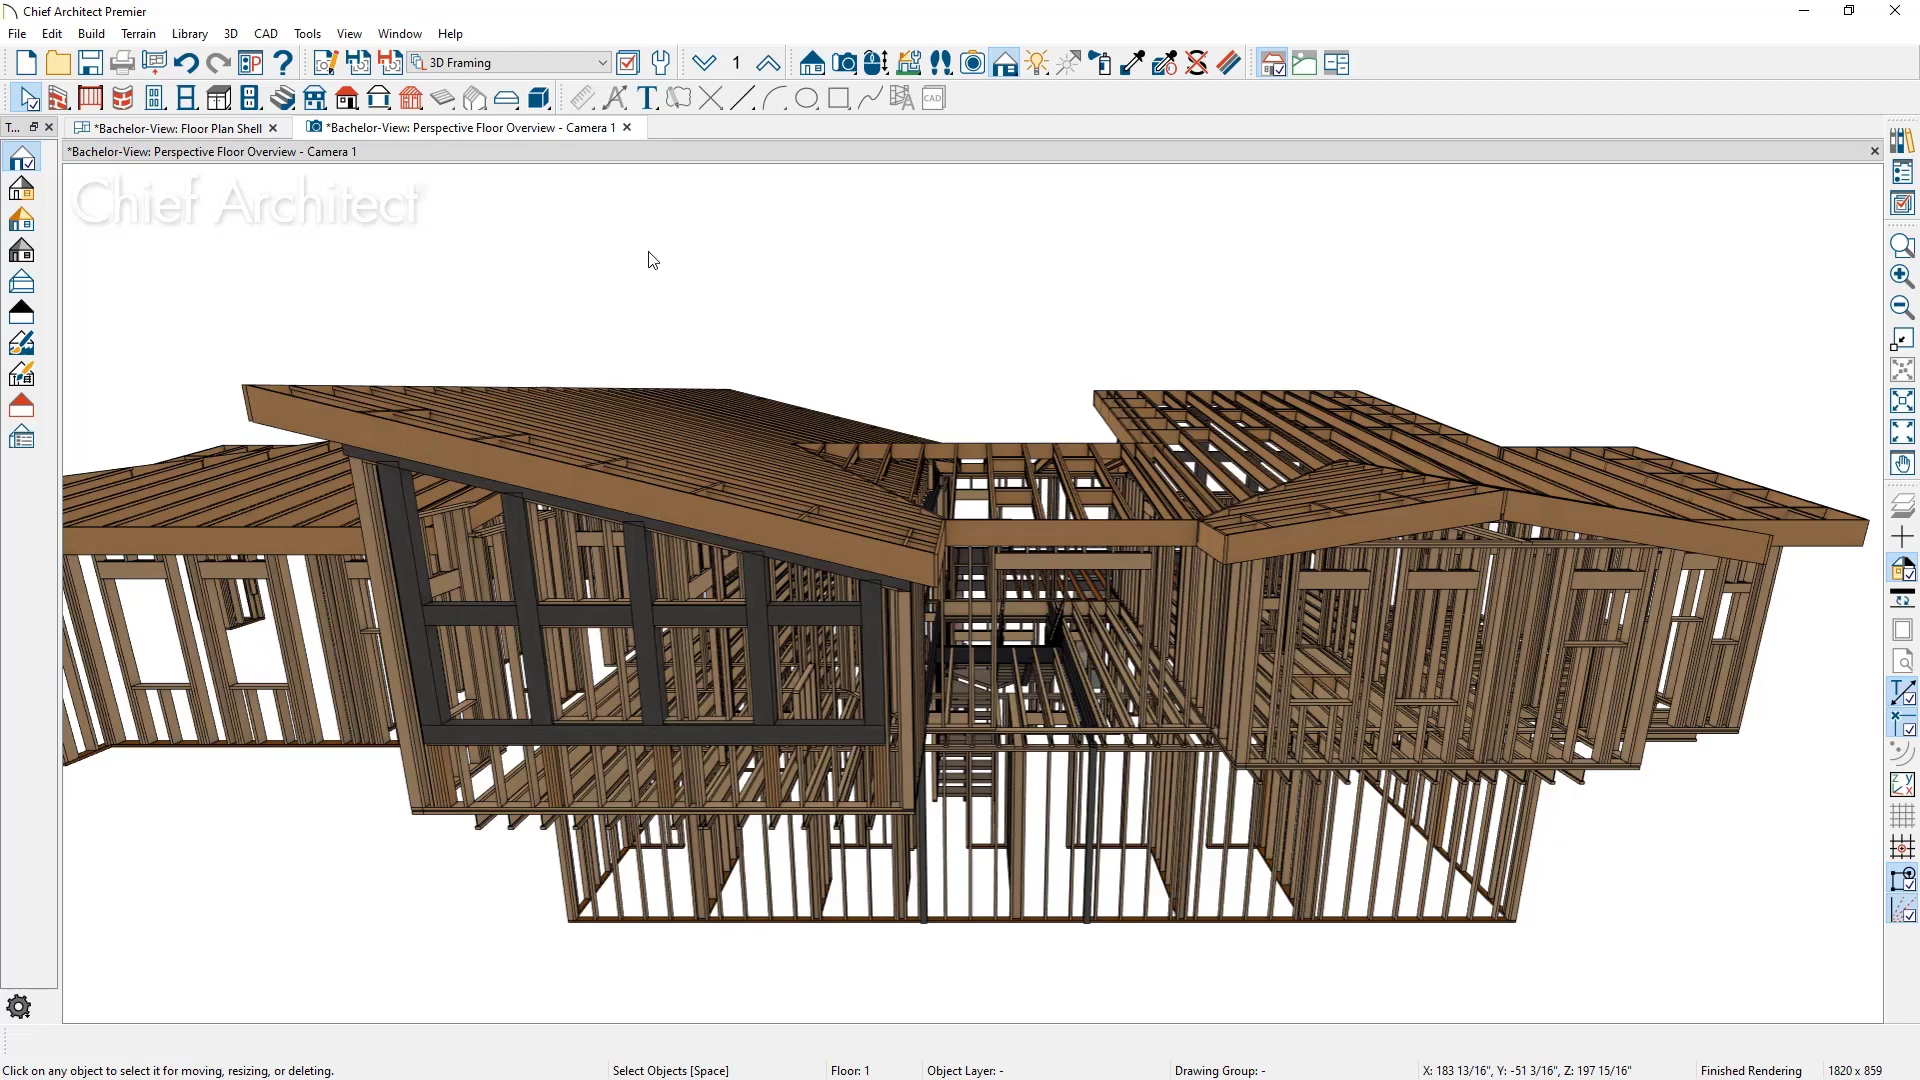 Chief Architect Premier
File Edit Build Terrain Library 3D CAD Tools View Window Help
3D Framing
1
T...
*Bachelor-View: Floor Plan Shell
*Bachelor-View: Perspective Floor Overview - Camera 1
*Bachelor-View: Perspective Floor Overview - Camera 1
Chief Architect
Click on any object to select it for moving, resizing, or deleting.
Select Objects [Space]
Floor: 1
Object Layer: -
Drawing Group: -
X: 183 13/16", Y: -51 3/16", Z: 197 15/16"
Finished Rendering
1820 x 859